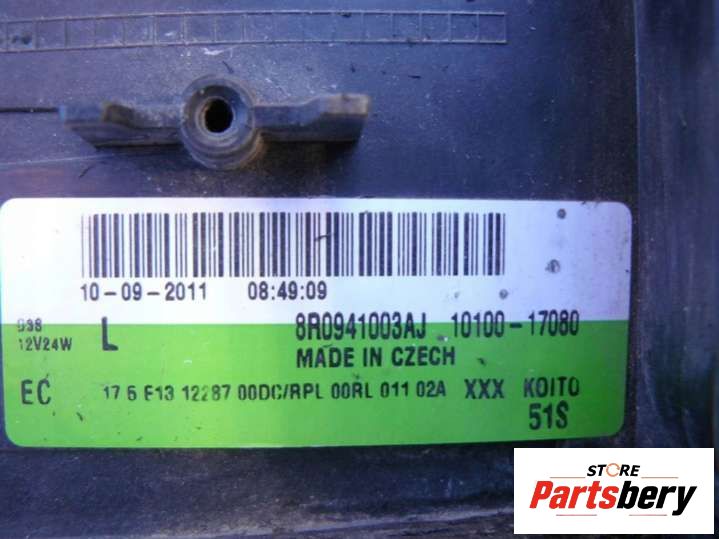 10-09-2011 08:49:09
L 8R0941003AJ 10100-17080
12V24W MADE IN CZECH
EC 17 5 E13 12287 00DC/RPL 00RL 011 02A XXX KOITO
51S
STORE
Partsbery